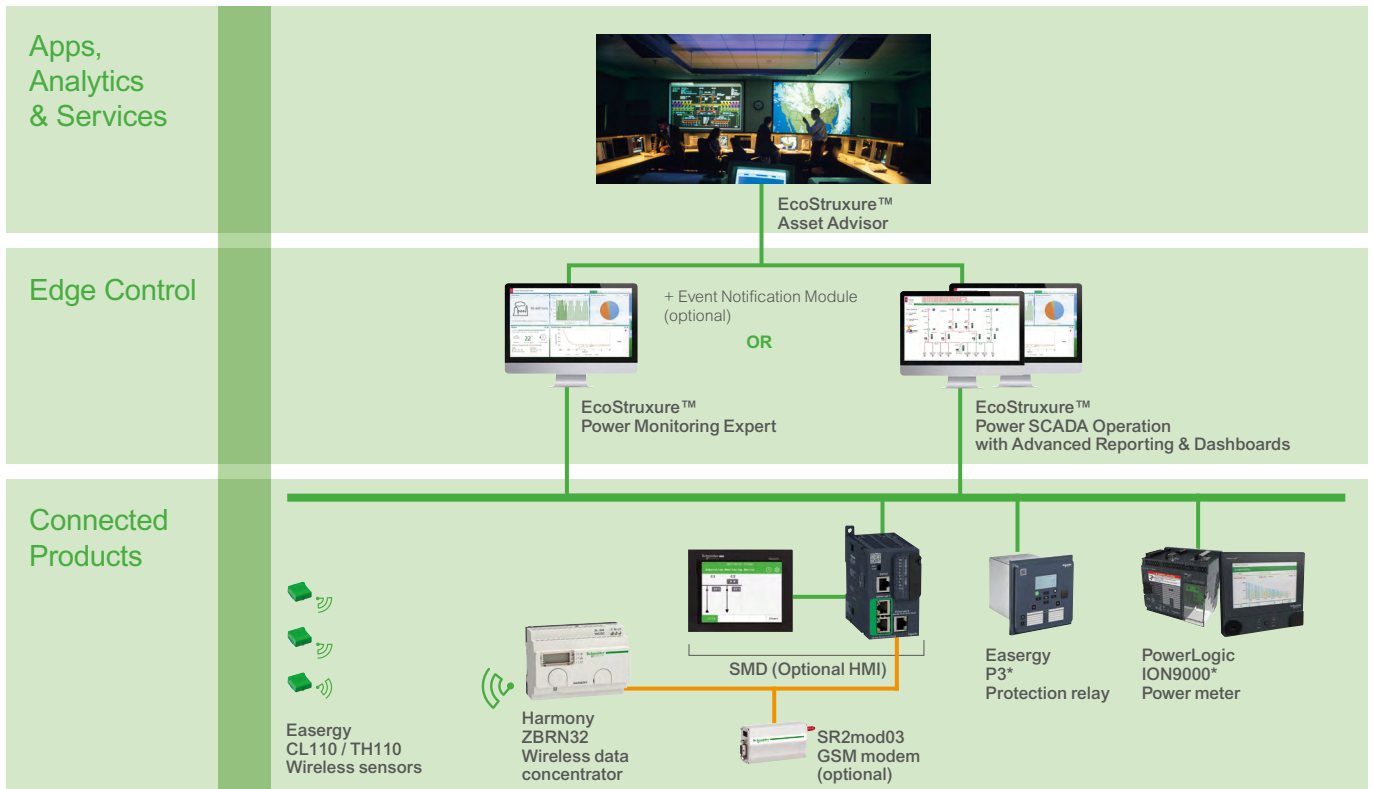 Apps,
Analytics
& Services
EcoStruxure™
Asset Advisor
Edge Control
+ Event Notification Module
(optional)
OR
22°
EcoStruxure™
Power Monitoring Expert
EcoStruxure™
Power SCADA Operation
with Advanced Reporting & Dashboards
Connected
Products
SMD (Optional HMI)
Easergy
P3*
Protection relay
PowerLogic
ION9000*
Power meter
Easergy
CL110 / TH110
Wireless sensors
Harmony
ZBRN32
Wireless data
concentrator
SR2mod03
GSM modem
(optional)